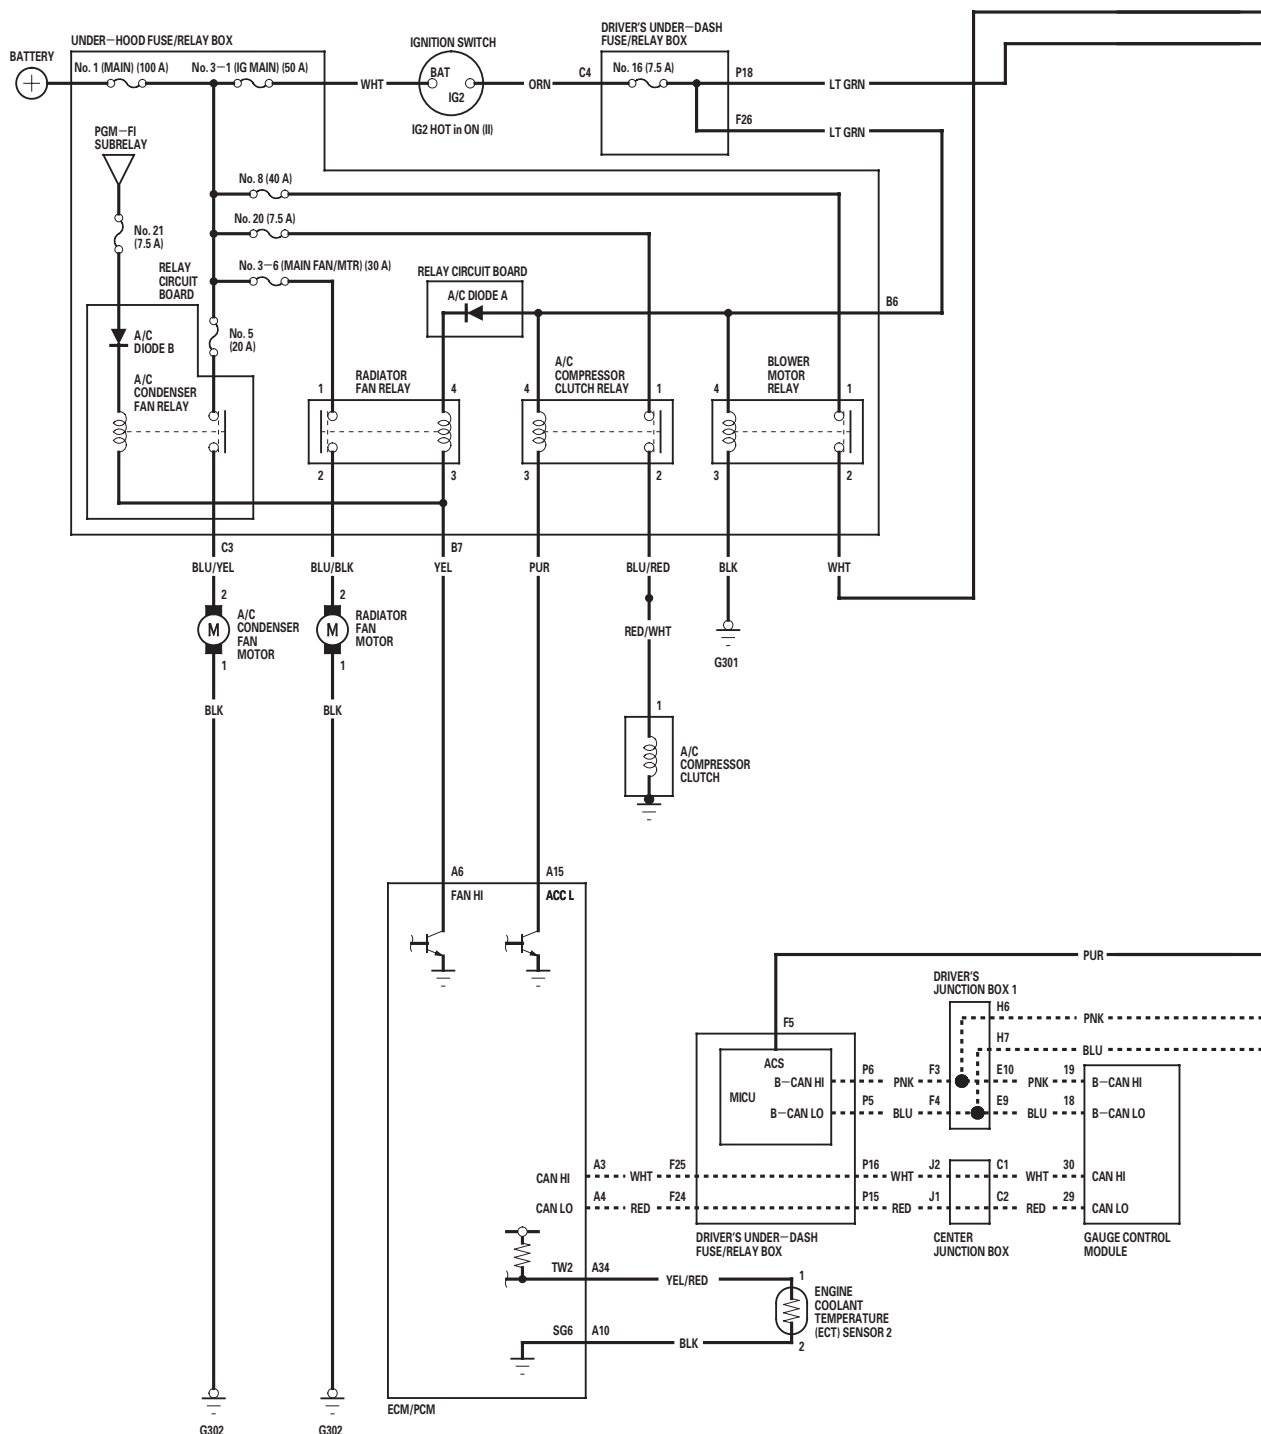 UNDER-HOOD FUSE/RELAY BOX
BATTERY
No. 1 (MAIN) (100 A)
No. 3-1 (IG MAIN) (50 A)
WHT
IGNITION SWITCH
BAT
IG2
IG2 HOT in ON (II)
ORN
C4
DRIVER'S UNDER-DASH
FUSE/RELAY BOX
No. 16 (7.5 A)
P18
LT GRN
F26
LT GRN
PGM-FI
SUBRELAY
No. 8 (40 A)
No. 20 (7.5 A)
No. 21
(7.5 A)
RELAY
CIRCUIT
BOARD
No. 3-6 (MAIN FAN/MTR) (30 A)
RELAY CIRCUIT BOARD
A/C DIODE A
B6
A/C
DIODE B
No. 5
(20 A)
A/C
CONDENSER
FAN RELAY
1
RADIATOR
FAN RELAY
4
2
3
4
A/C
COMPRESSOR
CLUTCH RELAY
1
3
2
4
BLOWER
MOTOR
RELAY
1
3
2
C3
B7
BLU/YEL
BLU/BLK
YEL
PUR
BLU/RED
BLK
WHT
2
M
A/C
CONDENSER
FAN
MOTOR
1
2
M
RADIATOR
FAN
MOTOR
1
RED/WHT
G301
BLK
BLK
1
A/C
COMPRESSOR
CLUTCH
A6
A15
FAN HI
ACC L
PUR
DRIVER'S
JUNCTION BOX 1
F5
H6
PNK
H7
BLU
ACS
MICU
B-CAN HI
P6
PNK
F3
E10
PNK
19
B-CAN HI
B-CAN LO
P5
BLU
F4
E9
BLU
18
B-CAN LO
CAN HI
A3
WHT
F25
P16
WHT
J2
C1
WHT
30
CAN HI
CAN LO
A4
RED
F24
P15
RED
J1
C2
RED
29
CAN LO
DRIVER'S UNDER-DASH
FUSE/RELAY BOX
CENTER
JUNCTION BOX
GAUGE CONTROL
MODULE
TW2
A34
YEL/RED
1
ENGINE
COOLANT
TEMPERATURE
(ECT) SENSOR 2
SG6
A10
BLK
2
ECM/PCM
G302
G302